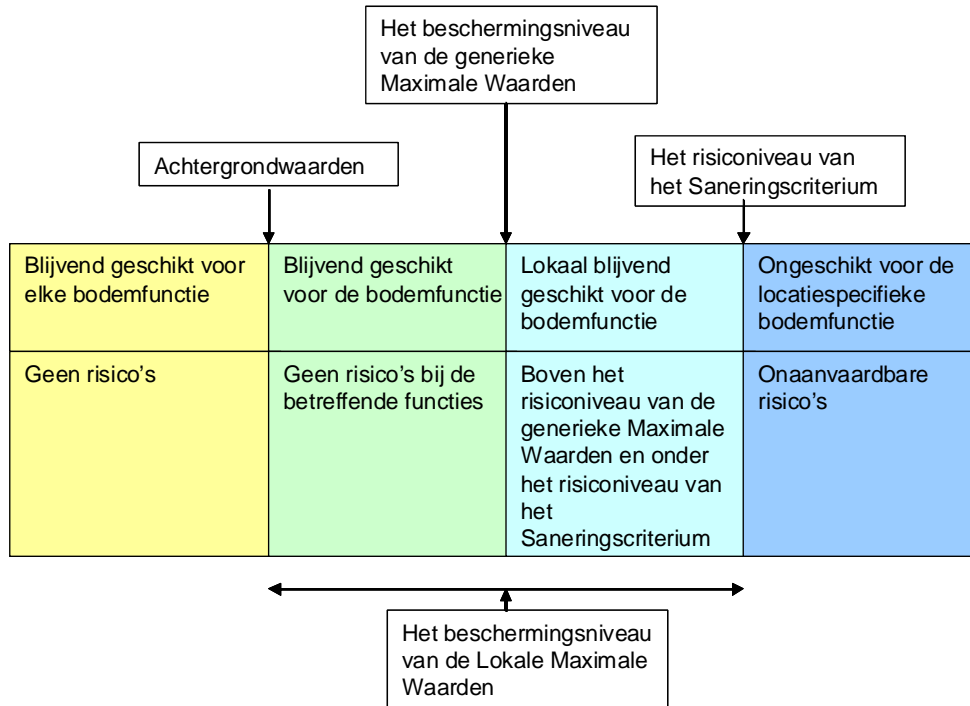 Het beschermingsniveau
van de generieke
Maximale Waarden
Achtergrondwaarden
Het risiconiveau van
het Saneringscriterium
Blijvend geschikt voor
elke bodemfunctie
Blijvend geschikt
voor de bodemfunctie
Lokaal blijvend
geschikt voor de
bodemfunctie
Ongeschikt voor de
locatiespecifieke
bodemfunctie
Geen risico's
Geen risico's bij de
betreffende functies
Boven het
risiconiveau van de
generieke Maximale
Waarden en onder
het risiconiveau van
het
Saneringscriterium
Onaanvaardbare
risico's
Het beschermingsniveau
van de Lokale Maximale
Waarden